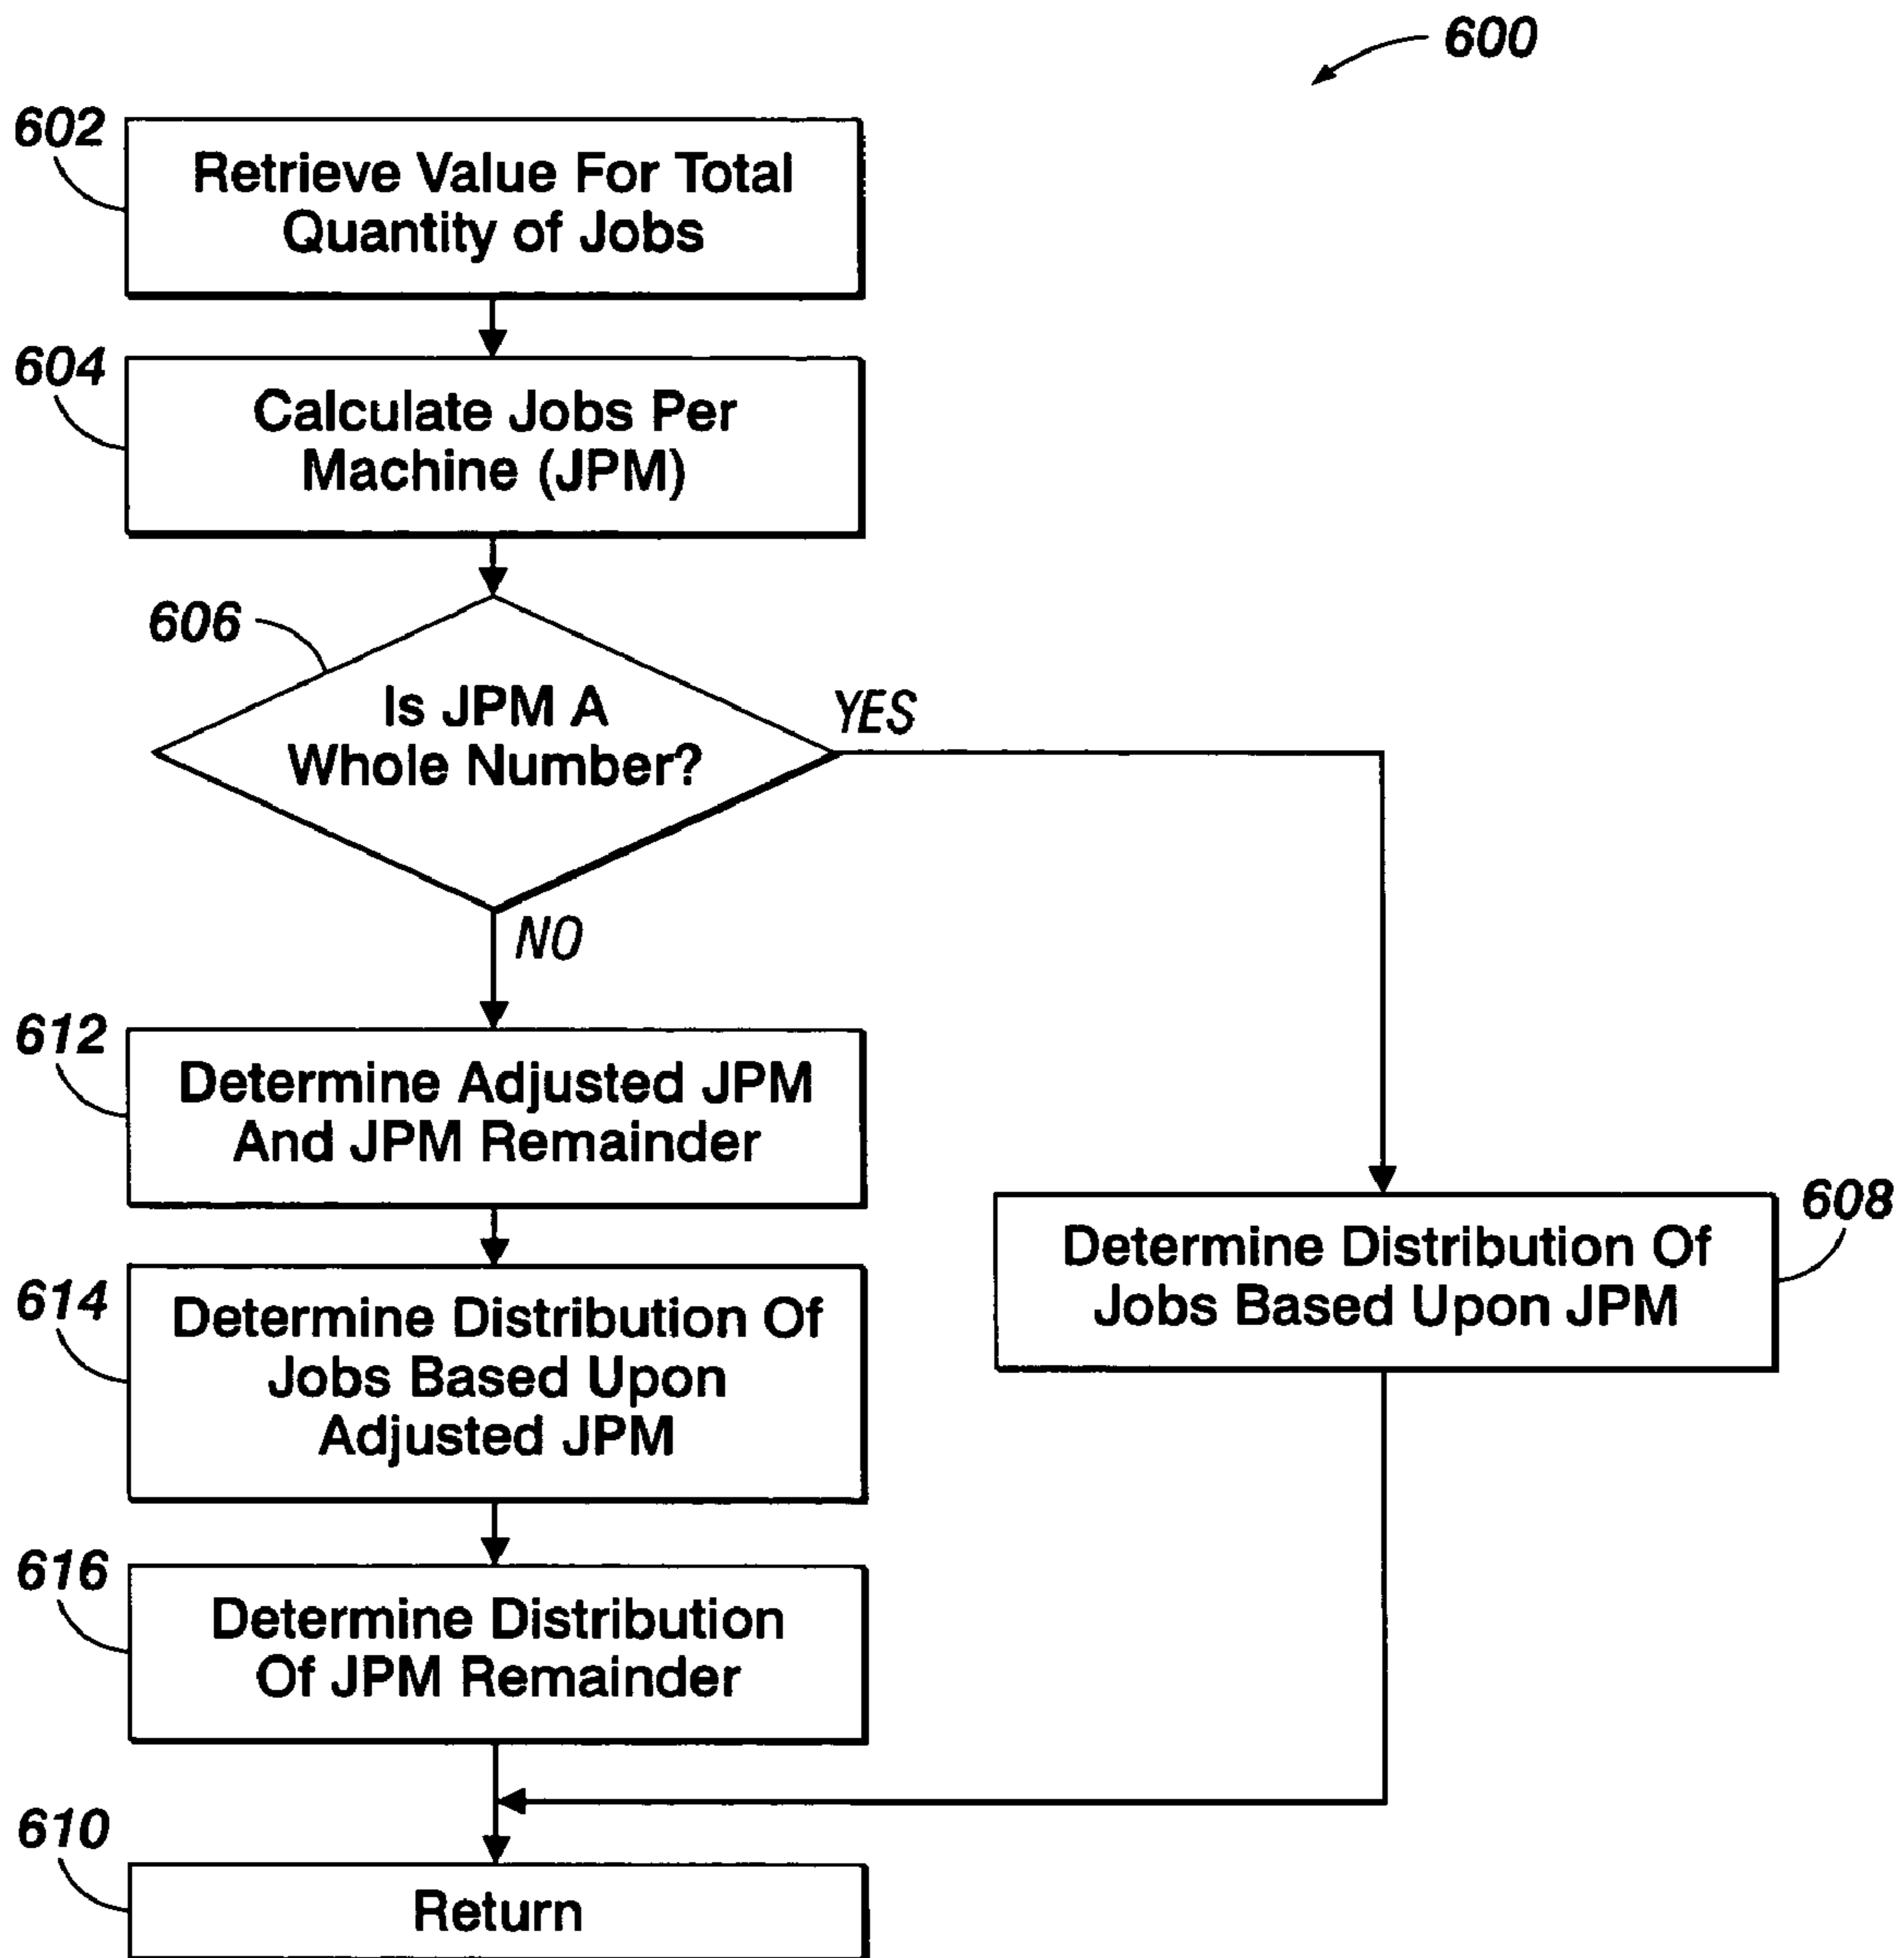 600
602
Retrieve Value For Total
Quantity of Jobs
604
Calculate Jobs Per
Machine (JPM)
606
Is JPM A
Whole Number?
YES
NO
612
Determine Adjusted JPM
And JPM Remainder
608
Determine Distribution Of
Jobs Based Upon JPM
614
Determine Distribution Of
Jobs Based Upon
Adjusted JPM
616
Determine Distribution
Of JPM Remainder
610
Return